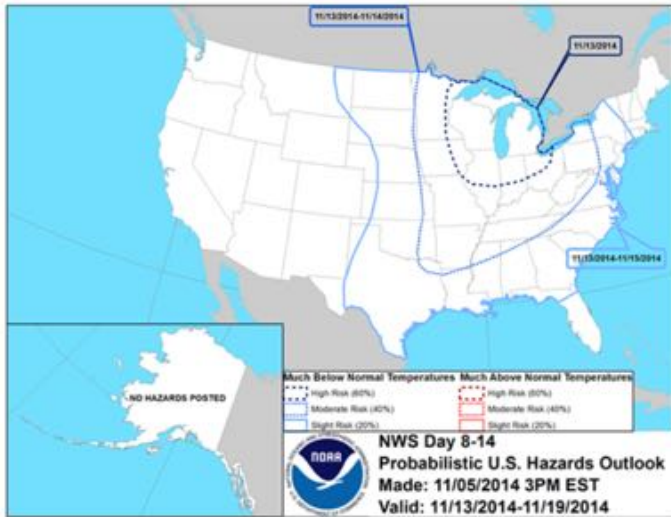 11/13/2014-11/14/2014
11/13/2014
11/13/2014-11/15/2014
NO HAZARDS POSTED
Much Below Normal Temperatures
High Risk (60%)
Moderate Risk (40%)
Slight Risk (20%)
Much Above Normal Temperatures
High Risk (60%)
Moderate Risk (40%)
Slight Risk (20%)
NOAA
NWS Day 8-14
Probabilistic U.S. Hazards Outlook
Made: 11/05/2014 3PM EST
Valid: 11/13/2014-11/19/2014